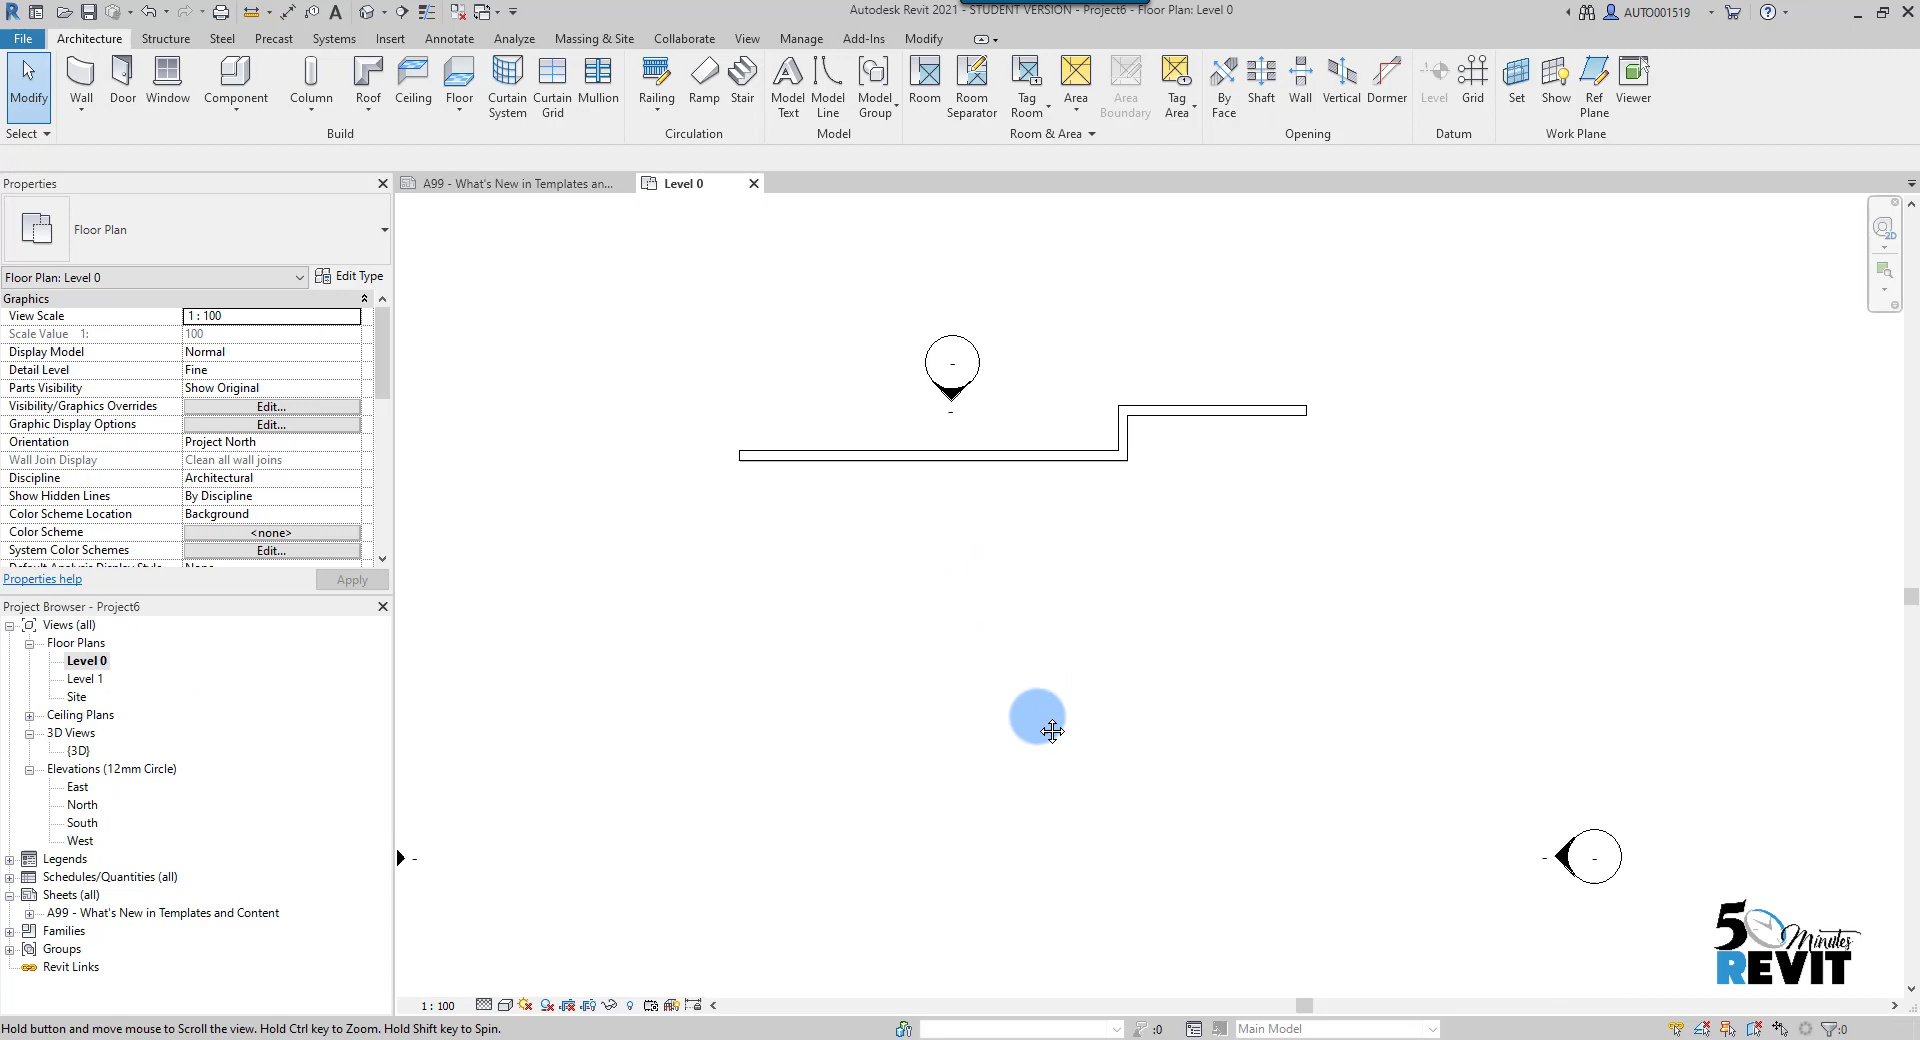 Autodesk Revit 2021 - STUDENT VERSION - Project6 - Floor Plan: Level 0
AUTO001519
File Architecture Structure Steel Precast Systems Insert Annotate Analyze Massing & Site Collaborate View Manage Add-Ins Modify
Modify Wall Door Window Component Column Roof Ceiling Floor Curtain System Curtain Grid Mullion Railing Ramp Stair Model Text Model Line Model Group Room Room Separator Tag Room Area Area Boundary Tag Area By Face Shaft Wall Vertical Dormer Level Grid Set Show Ref Plane Viewer
Select Build Circulation Model Room & Area Opening Datum Work Plane
Properties
A99 - What's New in Templates an...
Level 0
Floor Plan
Floor Plan: Level 0
Edit Type
Graphics
View Scale 1 : 100
Scale Value 1: 100
Display Model Normal
Detail Level Fine
Parts Visibility Show Original
Visibility/Graphics Overrides Edit...
Graphic Display Options Edit...
Orientation Project North
Wall Join Display Clean all wall joins
Discipline Architectural
Show Hidden Lines By Discipline
Color Scheme Location Background
Color Scheme <none>
System Color Schemes Edit...
Properties help
Apply
Project Browser - Project6
Views (all)
Floor Plans
Level 0
Level 1
Site
Ceiling Plans
3D Views
{3D}
Elevations (12mm Circle)
East
North
South
West
Legends
Schedules/Quantities (all)
Sheets (all)
A99 - What's New in Templates and Content
Families
Groups
Revit Links
2D
5 Minutes
REVIT
1 : 100
Hold button and move mouse to Scroll the view. Hold Ctrl key to Zoom. Hold Shift key to Spin.
:0
Main Model
:0